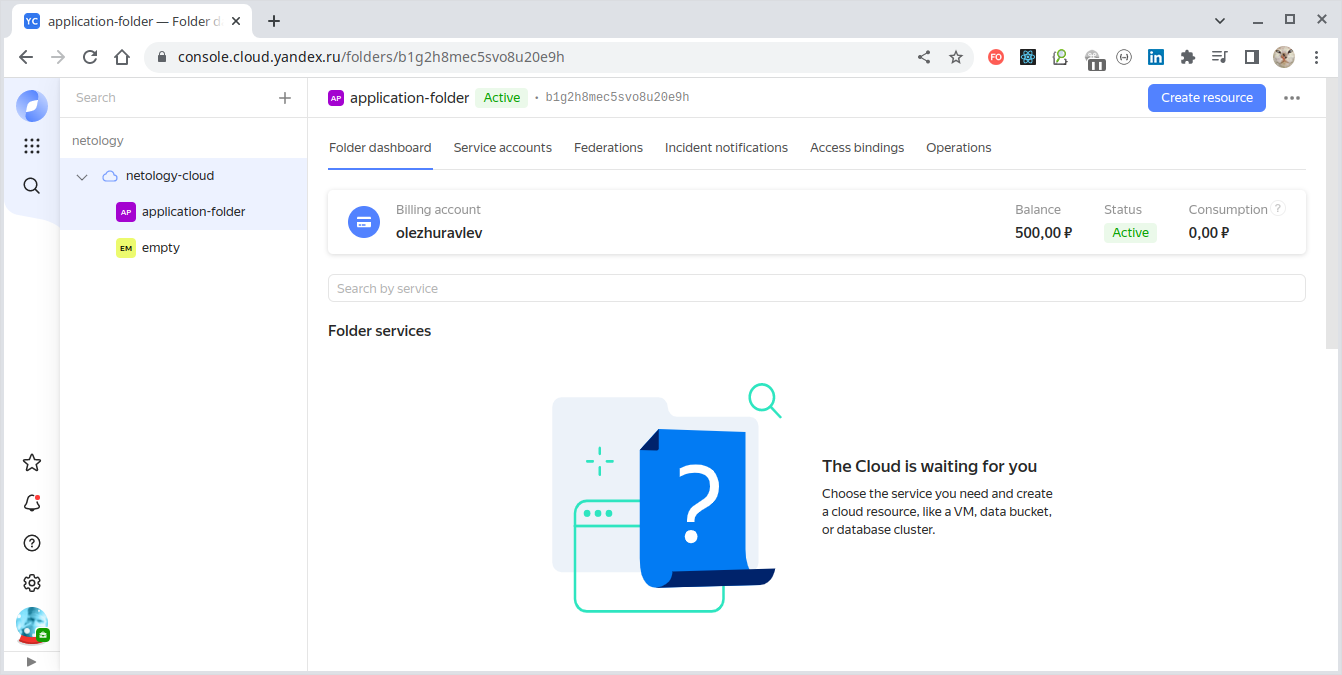 YC application-folder — Folder d
console.cloud.yandex.ru/folders/b1g2h8mec5svo8u20e9h
FO
in
Search
AP application-folder Active · b1g2h8mec5svo8u20e9h
Create resource
netology
netology-cloud
AP application-folder
EM empty
Folder dashboard Service accounts Federations Incident notifications Access bindings Operations
Billing account
olezhuravlev
Balance
500,00 ₽
Status
Active
Consumption ?
0,00 ₽
Search by service
Folder services
?
The Cloud is waiting for you
Choose the service you need and create
a cloud resource, like a VM, data bucket,
or database cluster.